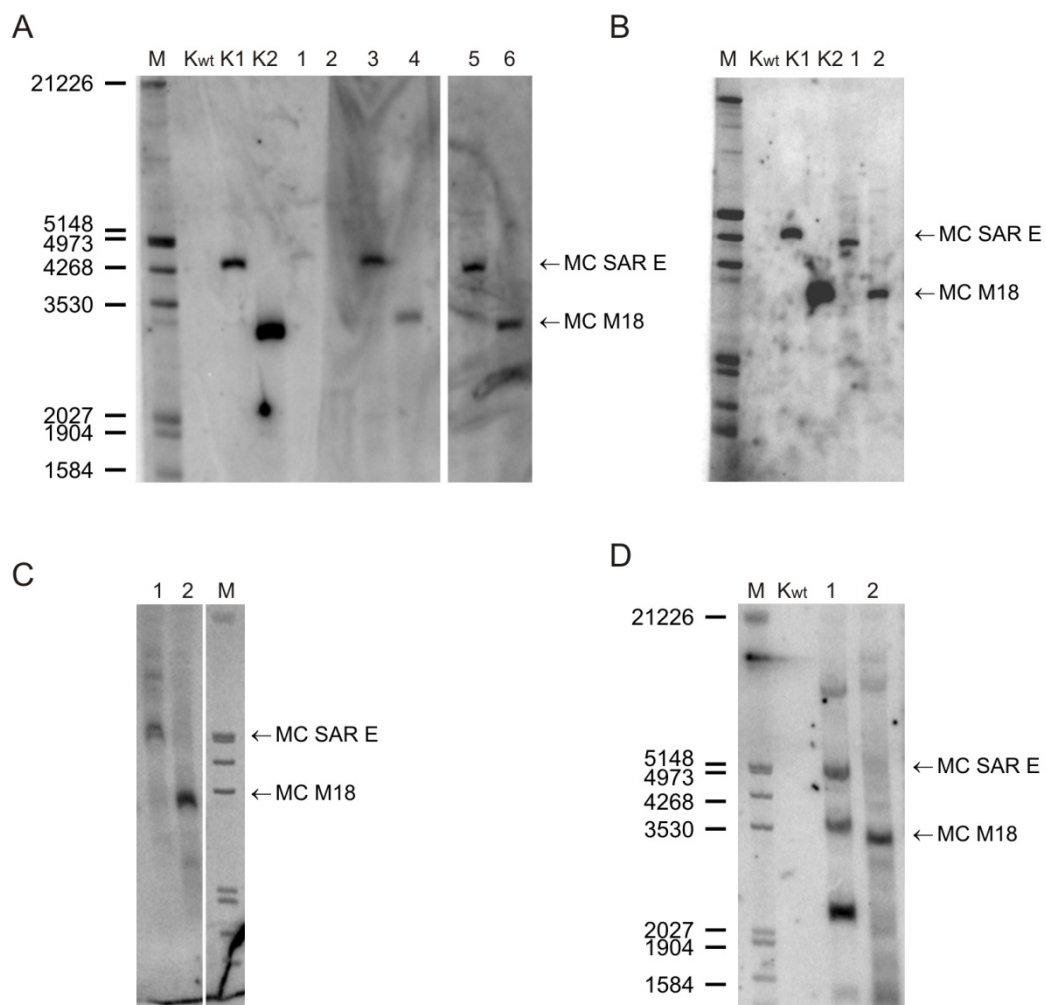 A
M Kwt K1 K2 1 2 3 4 5 6
21226
5148
4973
4268
3530
2027
1904
1584
← MC SAR E
← MC M18
B
M Kwt K1 K2 1 2
← MC SAR E
← MC M18
C
1 2 M
← MC SAR E
← MC M18
D
M Kwt 1 2
21226
5148
4973
4268
3530
2027
1904
1584
← MC SAR E
← MC M18